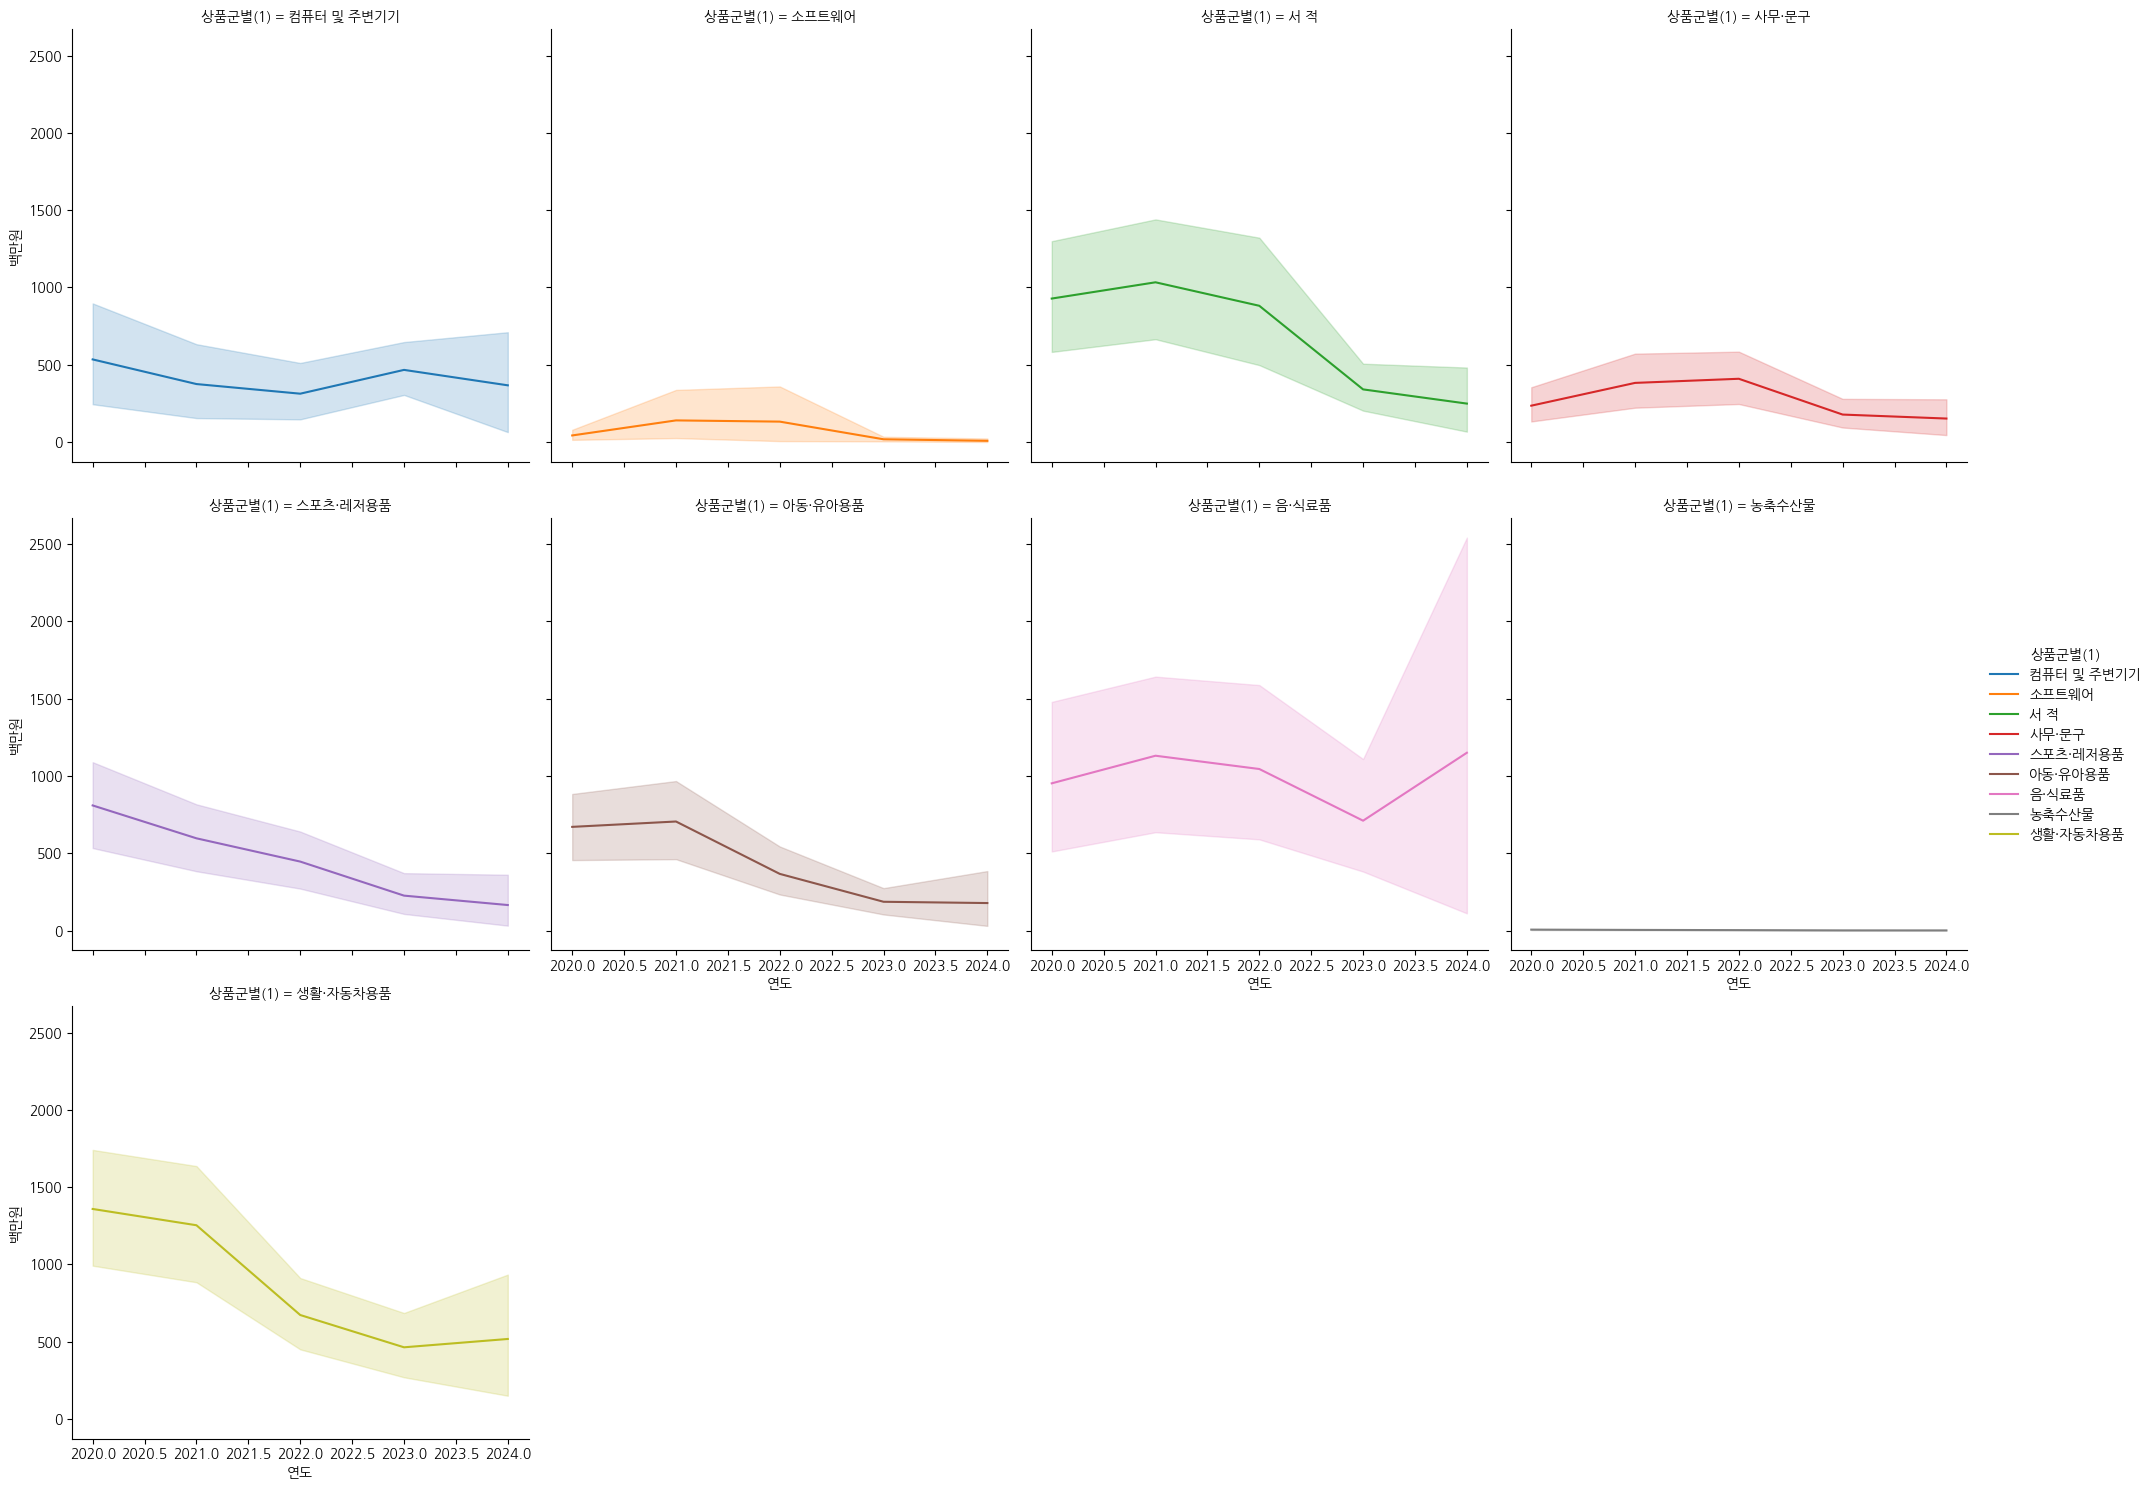 상품군별(1) = 컴퓨터 및 주변기기
상품군별(1) = 소프트웨어
상품군별(1) = 서 적
상품군별(1) = 사무·문구
2500
2000
1500
1000
500
0
백만원
상품군별(1) = 스포츠·레저용품
상품군별(1) = 아동·유아용품
상품군별(1) = 음·식료품
상품군별(1) = 농축수산물
2500
2000
1500
1000
500
0
백만원
2020.0 2020.5 2021.0 2021.5 2022.0 2022.5 2023.0 2023.5 2024.0
연도
2020.0 2020.5 2021.0 2021.5 2022.0 2022.5 2023.0 2023.5 2024.0
연도
2020.0 2020.5 2021.0 2021.5 2022.0 2022.5 2023.0 2023.5 2024.0
연도
상품군별(1)
컴퓨터 및 주변기기
소프트웨어
서 적
사무·문구
스포츠·레저용품
아동·유아용품
음·식료품
농축수산물
생활·자동차용품
상품군별(1) = 생활·자동차용품
2500
2000
1500
1000
500
0
백만원
2020.0 2020.5 2021.0 2021.5 2022.0 2022.5 2023.0 2023.5 2024.0
연도